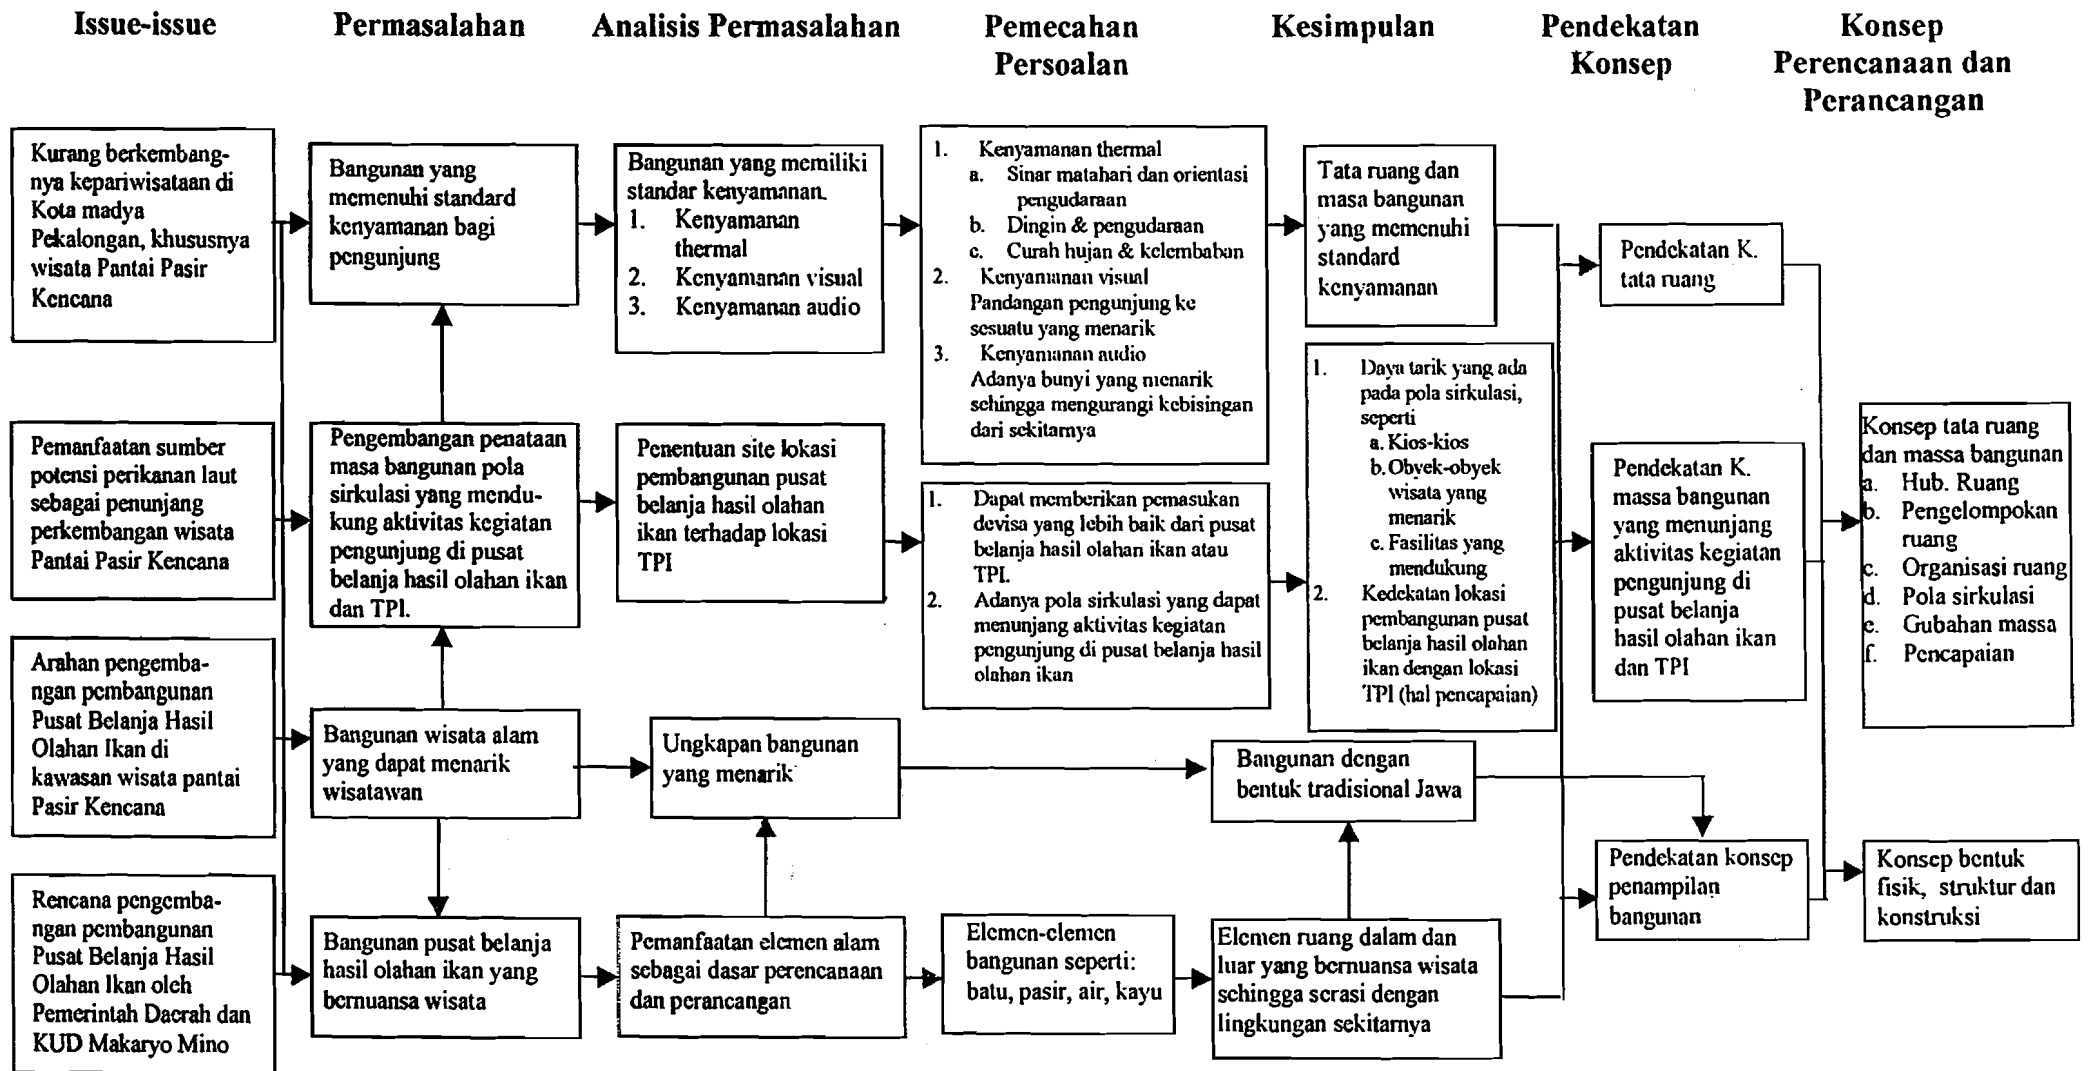 Issue-issue
Permasalahan
Analisis Permasalahan
Pemecahan
Persoalan
Kesimpulan
Pendekatan
Konsep
Konsep
Perencanaan dan
Perancangan
Kurang berkembang-
nya kepariwisataan di
Kota madya
Pekalongan, khususnya
wisata Pantai Pasir
Kencana
Pemanfaatan sumber
potensi perikanan laut
sebagai penunjang
perkembangan wisata
Pantai Pasir Kencana
Arahan pengemba-
ngan pembangunan
Pusat Belanja Hasil
Olahan Ikan di
kawasan wisata pantai
Pasir Kencana
Rencana pengemba-
ngan pembangunan
Pusat Belanja Hasil
Olahan Ikan oleh
Pemerintah Daerah dan
KUD Makaryo Mino
Bangunan yang
memenuhi standard
kenyamanan bagi
pengunjung
Pengembangan penataan
masa bangunan pola
sirkulasi yang mendu-
kung aktivitas kegiatan
pengunjung di pusat
belanja hasil olahan ikan
dan TPI.
Bangunan wisata alam
yang dapat menarik
wisatawan
Bangunan pusat belanja
hasil olahan ikan yang
bernuansa wisata
Bangunan yang memiliki
standar kenyamanan.
1. Kenyamanan
thermal
2. Kenyamanan visual
3. Kenyamanan audio
Penentuan site lokasi
pembangunan pusat
belanja hasil olahan
ikan terhadap lokasi
TPI
Ungkapan bangunan
yang menarik
Pemanfaatan elemen alam
sebagai dasar perencanaan
dan perancangan
1. Kenyamanan thermal
a. Sinar matahari dan orientasi
pengudaraan
b. Dingin & pengudaraan
c. Curah hujan & kelembaban
2. Kenyamanan visual
Pandangan pengunjung ke
sesuatu yang menarik
3. Kenyamanan audio
Adanya bunyi yang menarik
sehingga mengurangi kebisingan
dari sekitarnya
1. Dapat memberikan pemasukan
devisa yang lebih baik dari pusat
belanja hasil olahan ikan atau
TPI.
2. Adanya pola sirkulasi yang dapat
menunjang aktivitas kegiatan
pengunjung di pusat belanja hasil
olahan ikan
Elemen-elemen
bangunan seperti:
batu, pasir, air, kayu
Tata ruang dan
masa bangunan
yang memenuhi
standard
kenyamanan
1. Daya tarik yang ada
pada pola sirkulasi,
seperti
a. Kios-kios
b. Obyek-obyek
wisata yang
menarik
c. Fasilitas yang
mendukung
2. Kedekatan lokasi
pembangunan pusat
belanja hasil olahan
ikan dengan lokasi
TPI (hal pencapaian)
Bangunan dengan
bentuk tradisional Jawa
Elemen ruang dalam dan
luar yang bernuansa wisata
sehingga serasi dengan
lingkungan sekitarnya
Pendekatan K.
tata ruang
Pendekatan K.
massa bangunan
yang menunjang
aktivitas kegiatan
pengunjung di
pusat belanja
hasil olahan ikan
dan TPI
Pendekatan konsep
penampilan
bangunan
Konsep tata ruang
dan massa bangunan
a. Hub. Ruang
b. Pengelompokan
ruang
c. Organisasi ruang
d. Pola sirkulasi
e. Gubahan massa
f. Pencapaian
Konsep bentuk
fisik, struktur dan
konstruksi